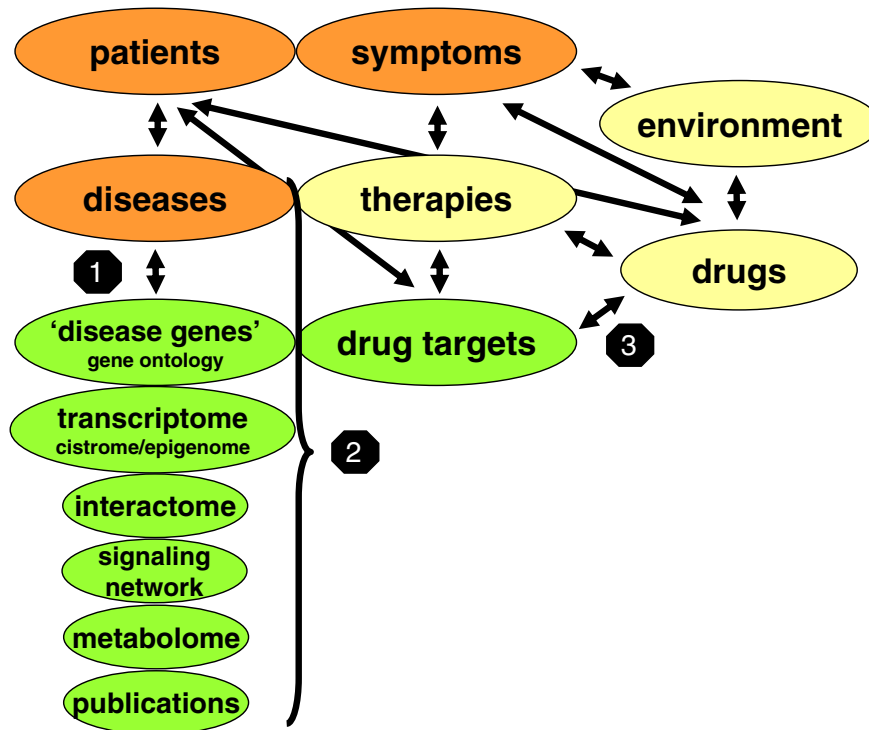 patients
symptoms
environment
diseases
therapies
drugs
1
'disease genes'
gene ontology
drug targets
3
transcriptome
cistrome/epigenome
2
interactome
signaling
network
metabolome
publications